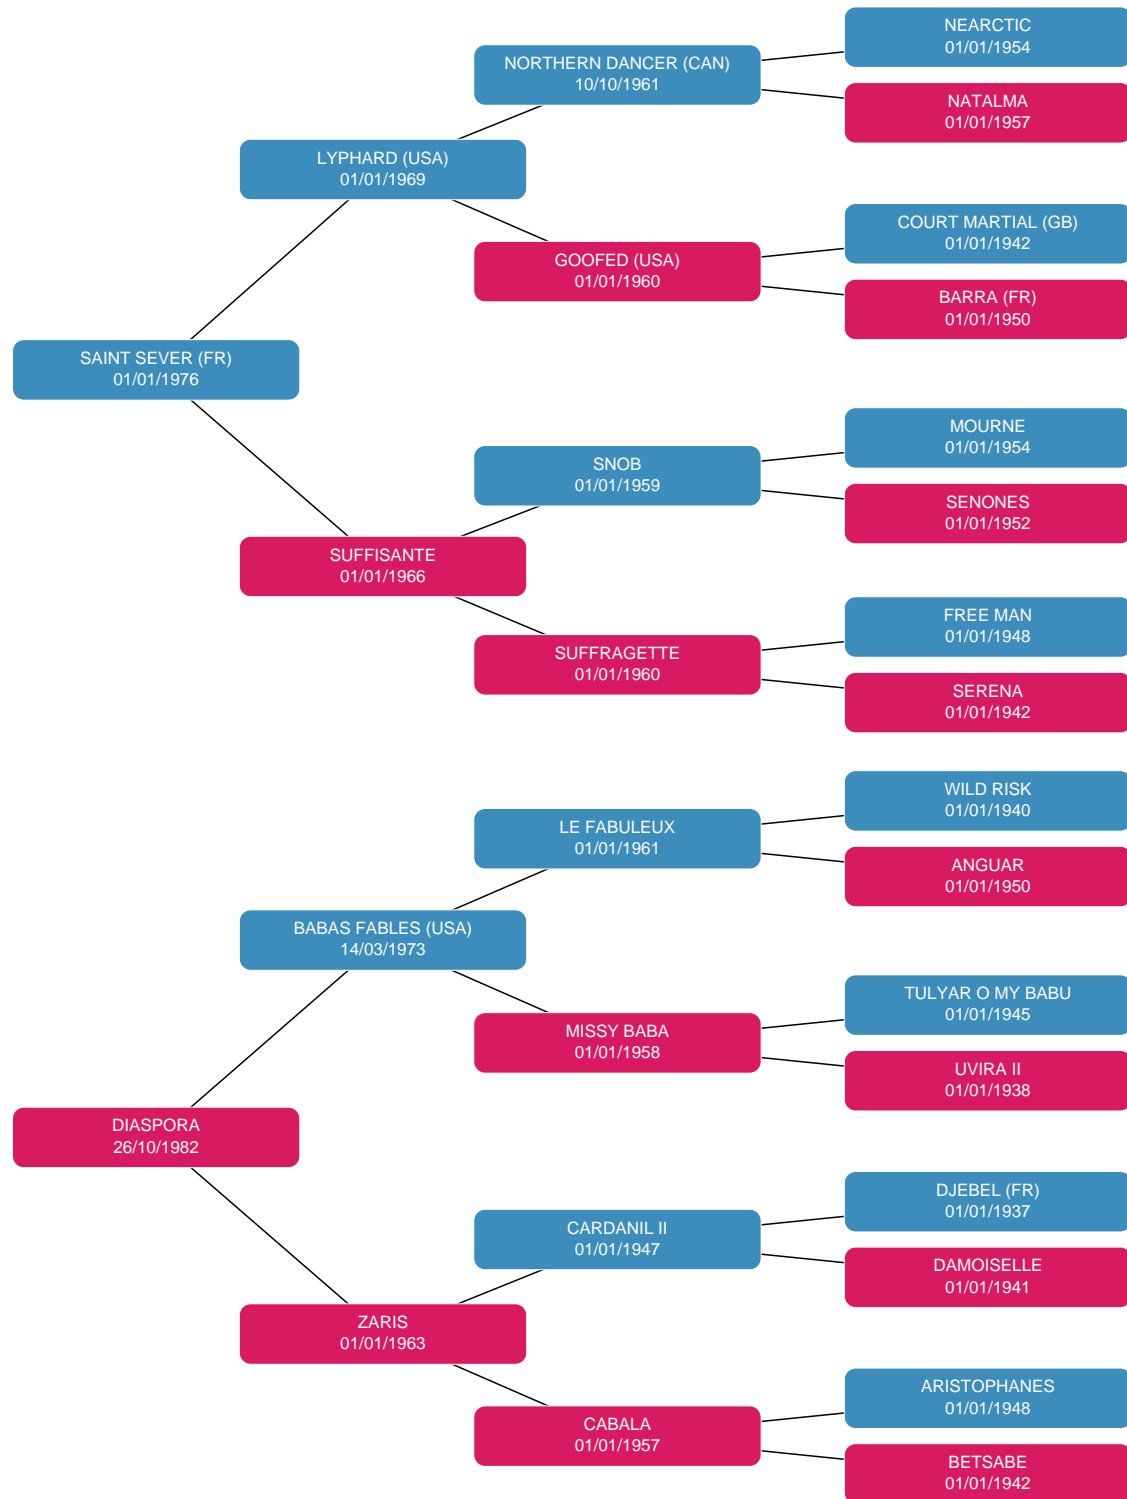 NEARCTIC
01/01/1954
NORTHERN DANCER (CAN)
10/10/1961
NATALMA
01/01/1957
LYPHARD (USA)
01/01/1969
COURT MARTIAL (GB)
01/01/1942
GOOFED (USA)
01/01/1960
BARRA (FR)
01/01/1950
SAINT SEVER (FR)
01/01/1976
MOURNE
01/01/1954
SNOB
01/01/1959
SENONES
01/01/1952
SUFFISANTE
01/01/1966
FREE MAN
01/01/1948
SUFFRAGETTE
01/01/1960
SERENA
01/01/1942
WILD RISK
01/01/1940
LE FABULEUX
01/01/1961
ANGUAR
01/01/1950
BABAS FABLES (USA)
14/03/1973
TULYAR O MY BABU
01/01/1945
MISSY BABA
01/01/1958
UVIRA II
01/01/1938
DIASPORA
26/10/1982
DJEBEL (FR)
01/01/1937
CARDANIL II
01/01/1947
DAMOISELLE
01/01/1941
ZARIS
01/01/1963
ARISTOPHANES
01/01/1948
CABALA
01/01/1957
BETSABE
01/01/1942